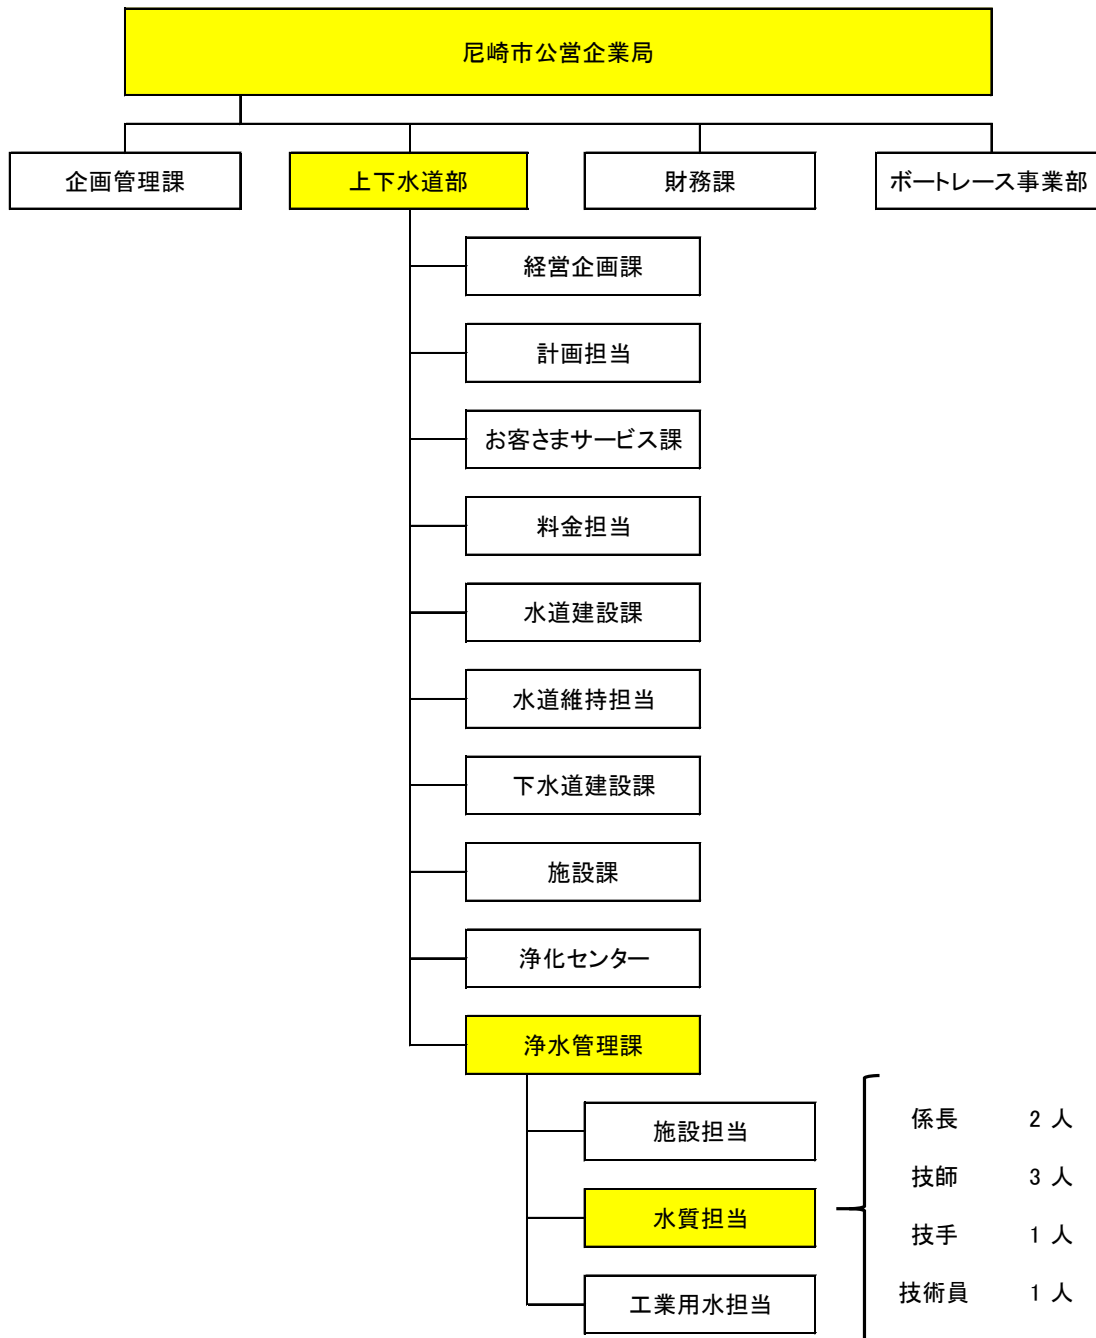 尼崎市公営企業局
企画管理課
上下水道部
財務課
ボートレース事業部
経営企画課
計画担当
お客さまサービス課
料金担当
水道建設課
水道維持担当
下水道建設課
施設課
浄化センター
浄水管理課
施設担当
水質担当
工業用水担当
係長 2 人
技師 3 人
技手 1 人
技術員 1 人